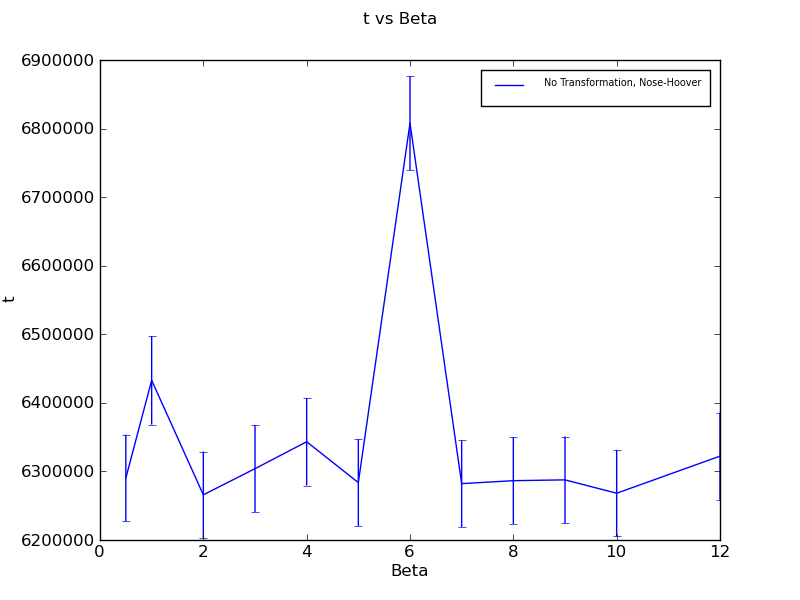 t vs Beta
6900000
6800000
6700000
6600000
6500000
6400000
6300000
6200000
t
No Transformation, Nose-Hoover
0 2 4 6 8 10 12
Beta